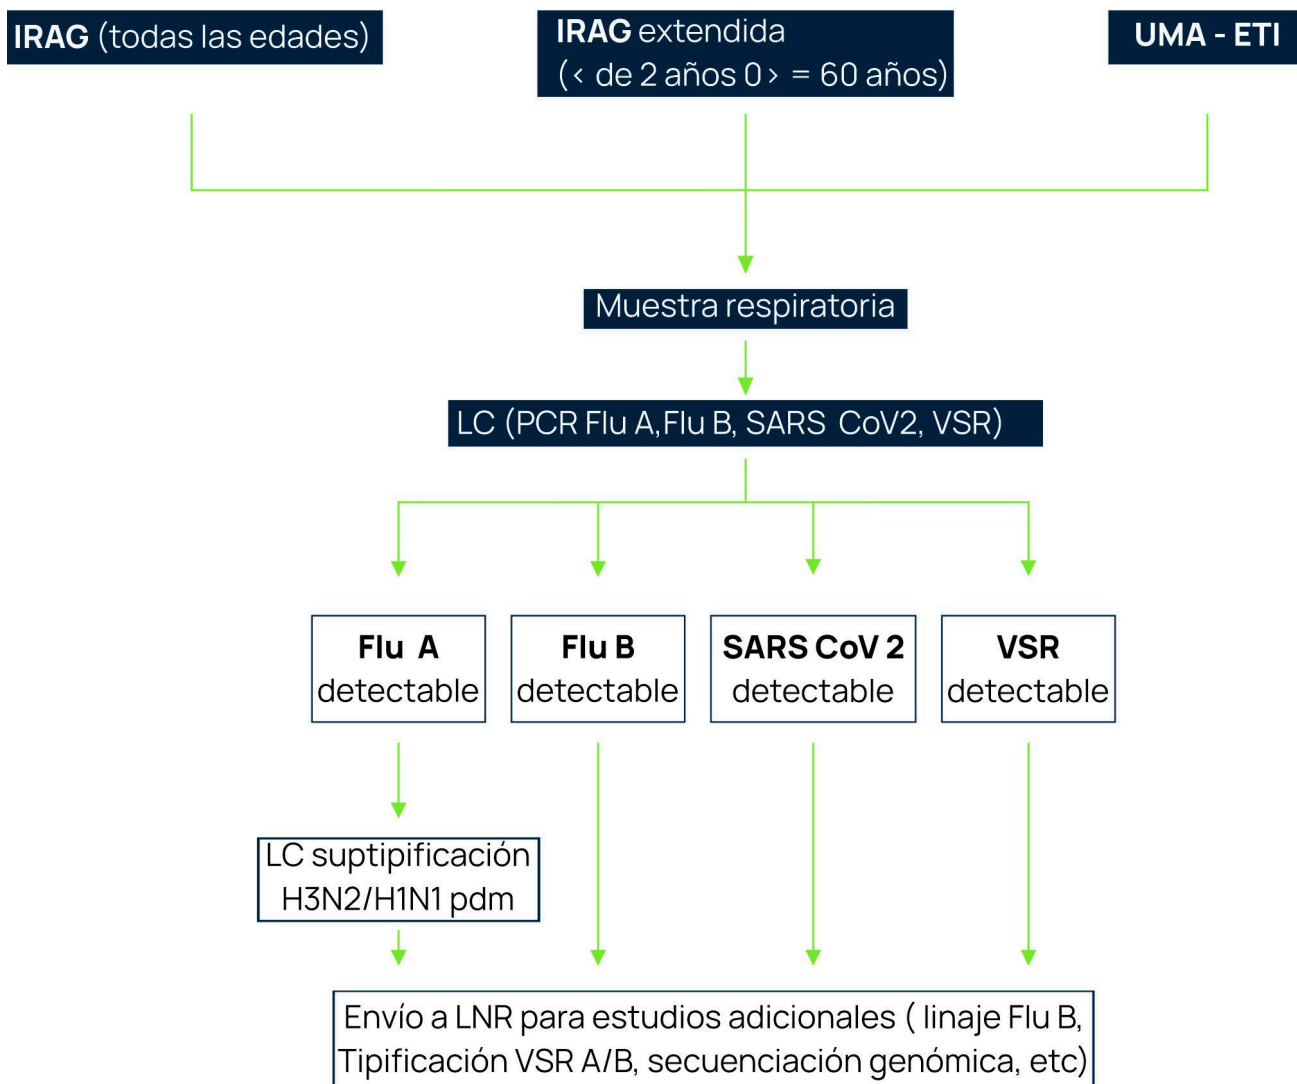 IRAG (todas las edades)
IRAG extendida
(< de 2 años 0> = 60 años)
UMA - ETI
Muestra respiratoria
LC (PCR Flu A,Flu B, SARS CoV2, VSR)
Flu A
detectable
Flu B
detectable
SARS CoV 2
detectable
VSR
detectable
LC suptipificación
H3N2/H1N1 pdm
Envío a LNR para estudios adicionales ( linaje Flu B,
Tipificación VSR A/B, secuenciación genómica, etc)